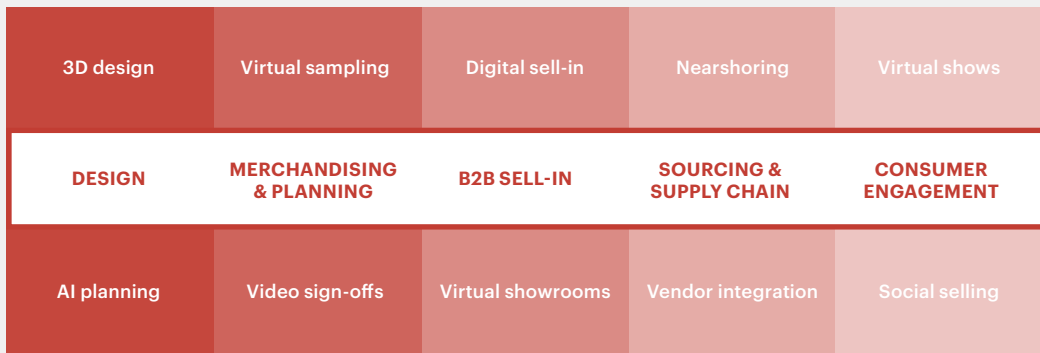 3D design
Virtual sampling
Digital sell-in
Nearshoring
Virtual shows
DESIGN
MERCHANDISING
& PLANNING
B2B SELL-IN
SOURCING &
SUPPLY CHAIN
CONSUMER
ENGAGEMENT
AI planning
Video sign-offs
Virtual showrooms
Vendor integration
Social selling